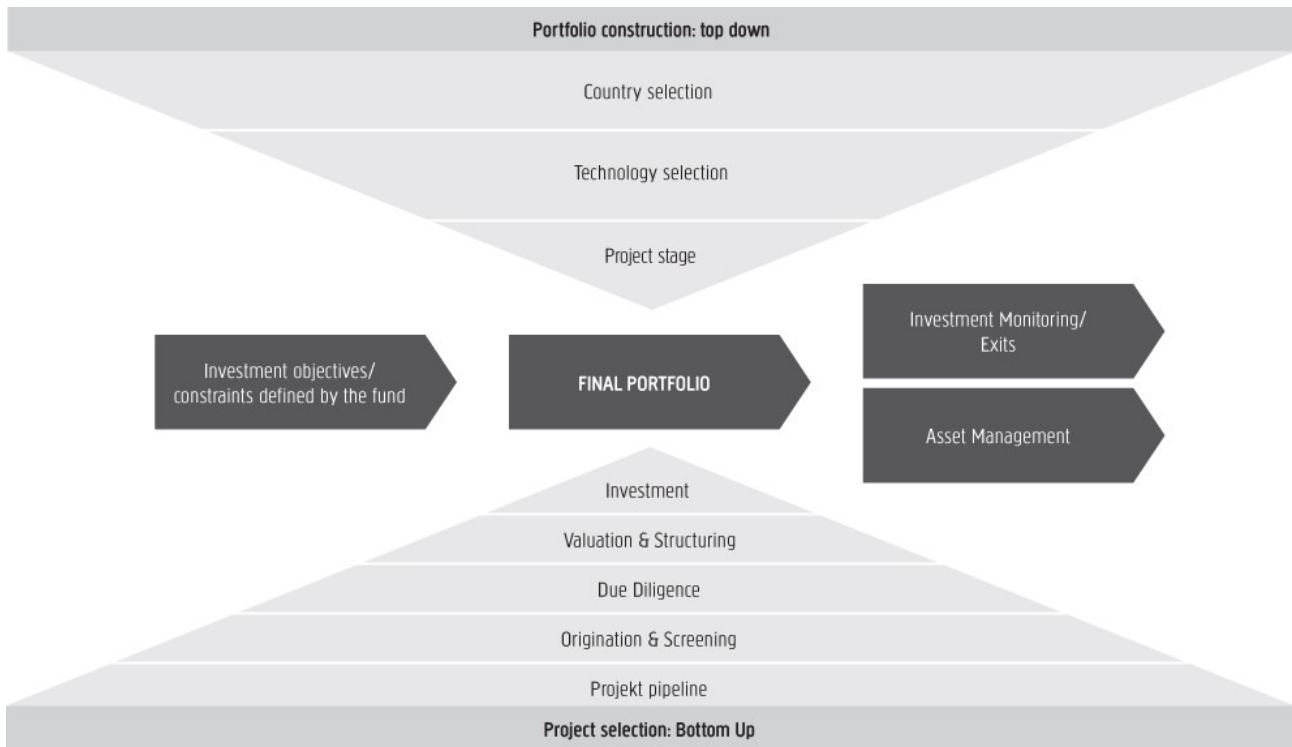 Portfolio construction: top down
Country selection
Technology selection
Project stage
Investment objectives/
constraints defined by the fund
FINAL PORTFOLIO
Investment Monitoring/
Exits
Asset Management
Investment
Valuation & Structuring
Due Diligence
Origination & Screening
Projekt pipeline
Project selection: Bottom Up